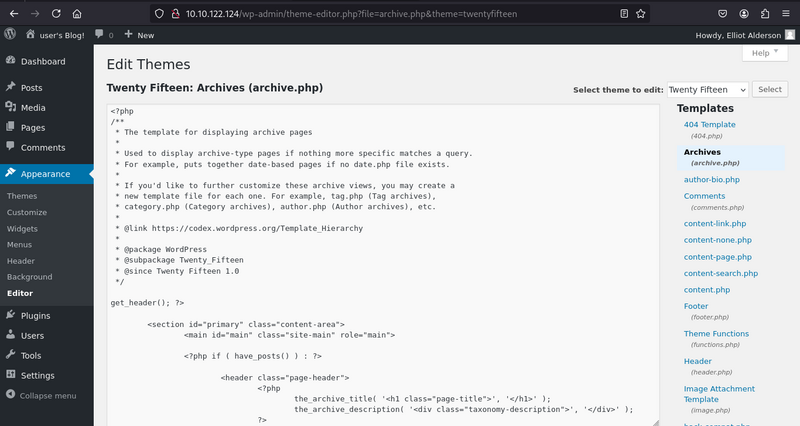 10.10.122.124/wp-admin/theme-editor.php?file=archive.php&theme=twentyfifteen
user's Blog! 0 + New Howdy, Elliot Alderson
Help
Dashboard
Posts
Media
Pages
Comments
Appearance
Themes
Customize
Widgets
Menus
Header
Background
Editor
Plugins
Users
Tools
Settings
Collapse menu
Edit Themes
Twenty Fifteen: Archives (archive.php)
Select theme to edit: Twenty Fifteen Select
<?php
/**
 * The template for displaying archive pages
 *
 * Used to display archive-type pages if nothing more specific matches a query.
 * For example, puts together date-based pages if no date.php file exists.
 *
 * If you'd like to further customize these archive views, you may create a
 * new template file for each one. For example, tag.php (Tag archives),
 * category.php (Category archives), author.php (Author archives), etc.
 *
 * @link https://codex.wordpress.org/Template_Hierarchy
 *
 * @package WordPress
 * @subpackage Twenty_Fifteen
 * @since Twenty Fifteen 1.0
 */
get_header(); ?>
<section id="primary" class="content-area">
<main id="main" class="site-main" role="main">
<?php if ( have_posts() ) : ?>
<header class="page-header">
<?php
the_archive_title( '<h1 class="page-title">', '</h1>' );
the_archive_description( '<div class="taxonomy-description">', '</div>' );
?>
Templates
404 Template
(404.php)
Archives
(archive.php)
author-bio.php
Comments
(comments.php)
content-link.php
content-none.php
content-page.php
content-search.php
content.php
Footer
(footer.php)
Theme Functions
(functions.php)
Header
(header.php)
Image Attachment
Template
(image.php)